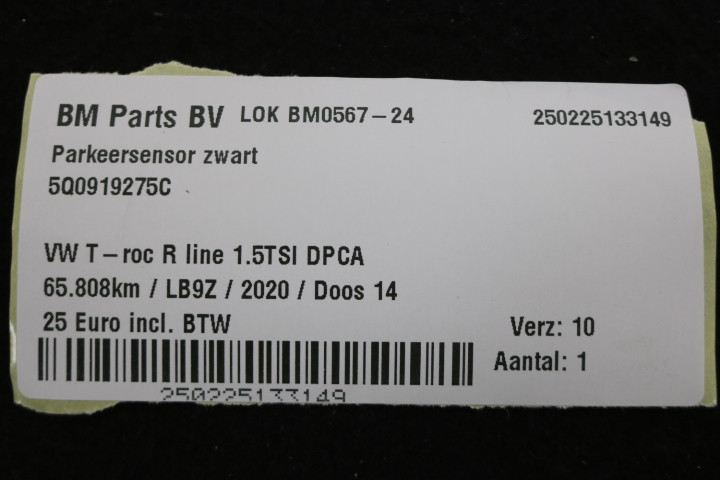 BM Parts BV LOK BM0567-24 250225133149
Parkeersensor zwart
5Q0919275C
VW T-roc R line 1.5TSI DPCA
65.808km / LB9Z / 2020 / Doos 14
25 Euro incl. BTW Verz: 10
Aantal: 1
250225133149